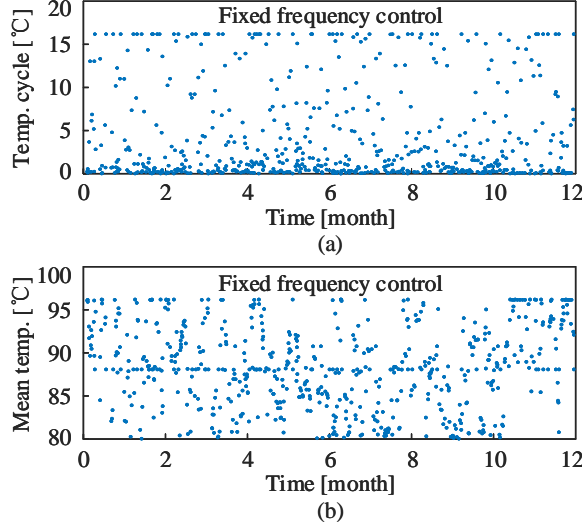 Fixed frequency control
Temp. cycle [℃]
20
15
10
5
0
0 2 4 6 8 10 12
Time [month]
(a)
Fixed frequency control
Mean temp. [℃]
100
95
90
85
80
0 2 4 6 8 10 12
Time [month]
(b)